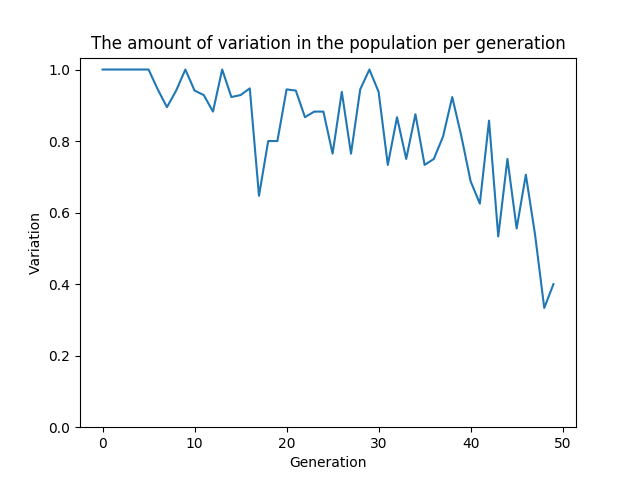 The amount of variation in the population per generation
1.0
0.8
0.6
0.4
0.2
0.0
Variation
0 10 20 30 40 50
Generation